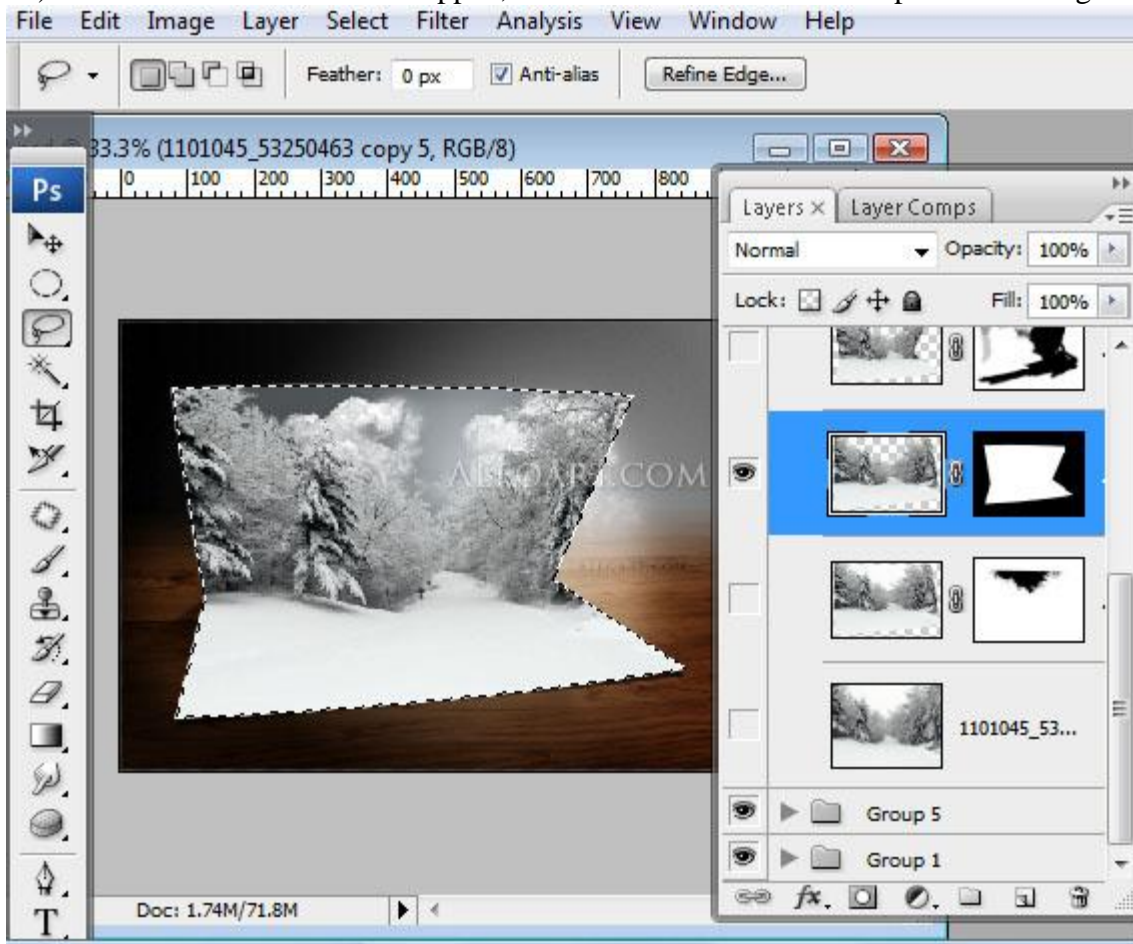 File Edit Image Layer Select Filter Analysis View Window Help
Feather: 0 px Anti-alias Refine Edge...
33.3% (1101045_53250463 copy 5, RGB/8)
Ps
0 100 200 300 400 500 600 700 800
Layers × Layer Comps
Normal Opacity: 100%
Lock: Fill: 100%
1101045_53...
Group 5
Group 1
fx.
T
Doc: 1.74M/71.8M